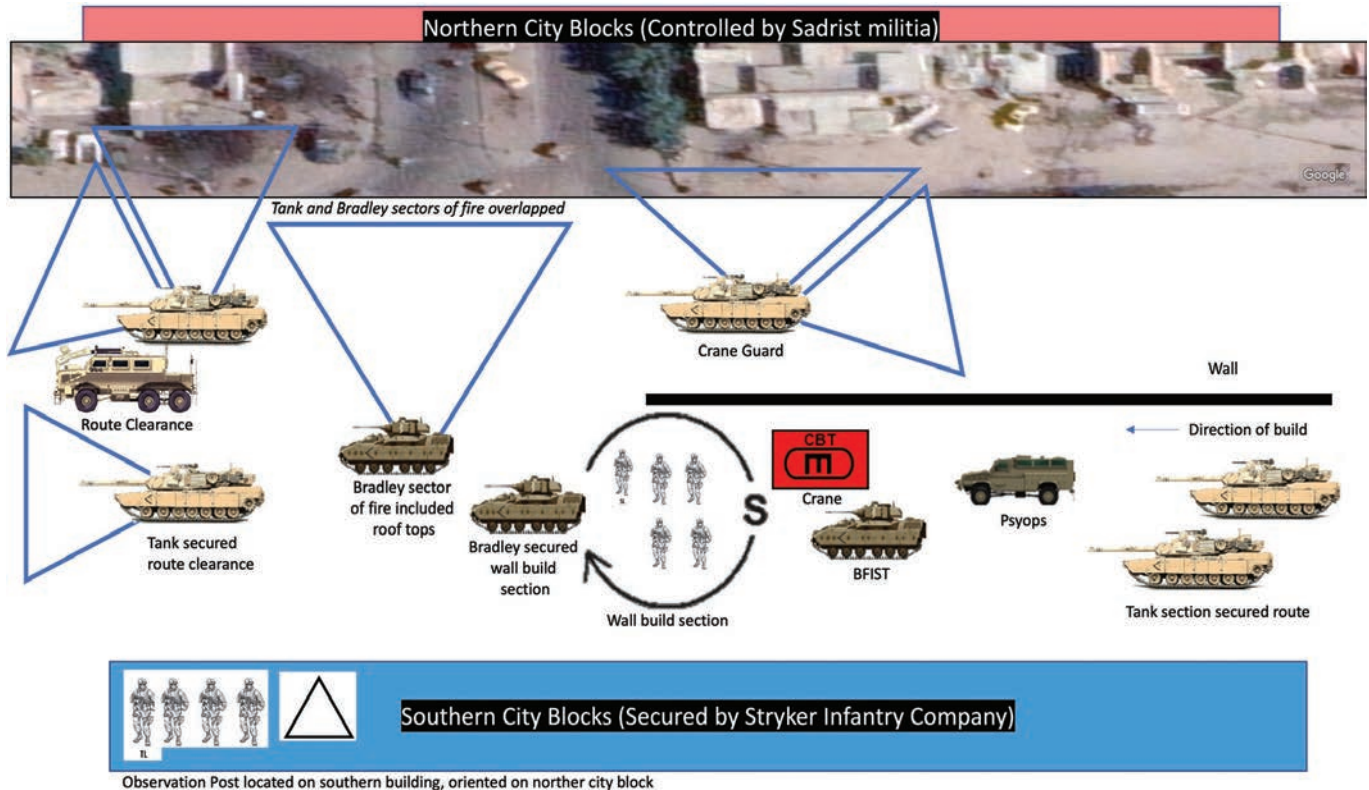 Northern City Blocks (Controlled by Sadrist militia)
Google
Tank and Bradley sectors of fire overlapped
Crane Guard
Wall
Route Clearance
Direction of build
CBT
Crane
Bradley sector
of fire included
roof tops
S
Psyops
Tank secured
route clearance
Bradley secured
wall build
section
BFIST
Wall build section
Tank section secured route
Southern City Blocks (Secured by Stryker Infantry Company)
TL
Observation Post located on southern building, oriented on norther city block